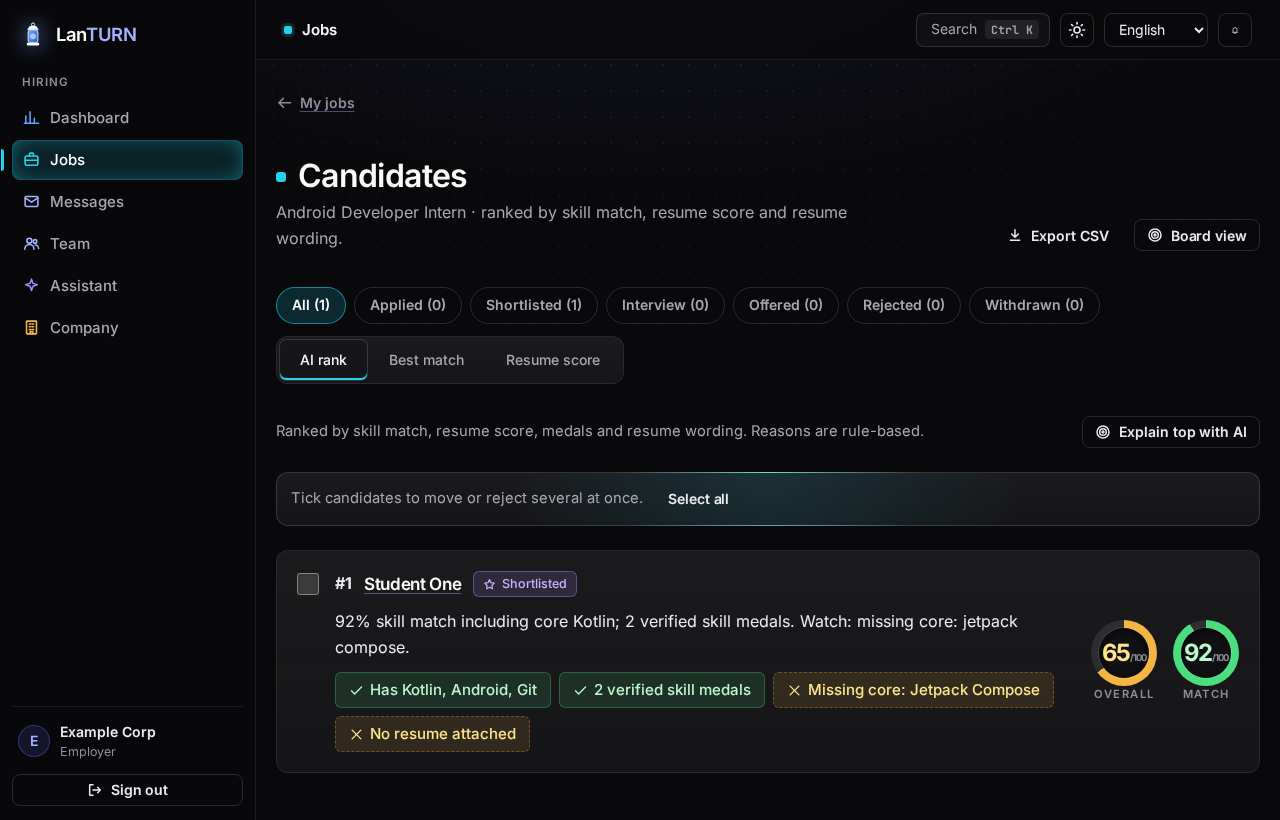 LanTURN
HIRING
Dashboard
Jobs
Messages
Team
Assistant
Company
Example Corp
E
Employer
Sign out
Jobs
Search Ctrl K
English
My jobs
Candidates
Android Developer Intern · ranked by skill match, resume score and resume
wording.
Export CSV
Board view
All (1)
Applied (0)
Shortlisted (1)
Interview (0)
Offered (0)
Rejected (0)
Withdrawn (0)
AI rank
Best match
Resume score
Ranked by skill match, resume score, medals and resume wording. Reasons are rule-based.
Explain top with AI
Tick candidates to move or reject several at once.
Select all
#1 Student One
Shortlisted
92% skill match including core Kotlin; 2 verified skill medals. Watch: missing core: jetpack
compose.
Has Kotlin, Android, Git
2 verified skill medals
Missing core: Jetpack Compose
No resume attached
65/100
OVERALL
92/100
MATCH